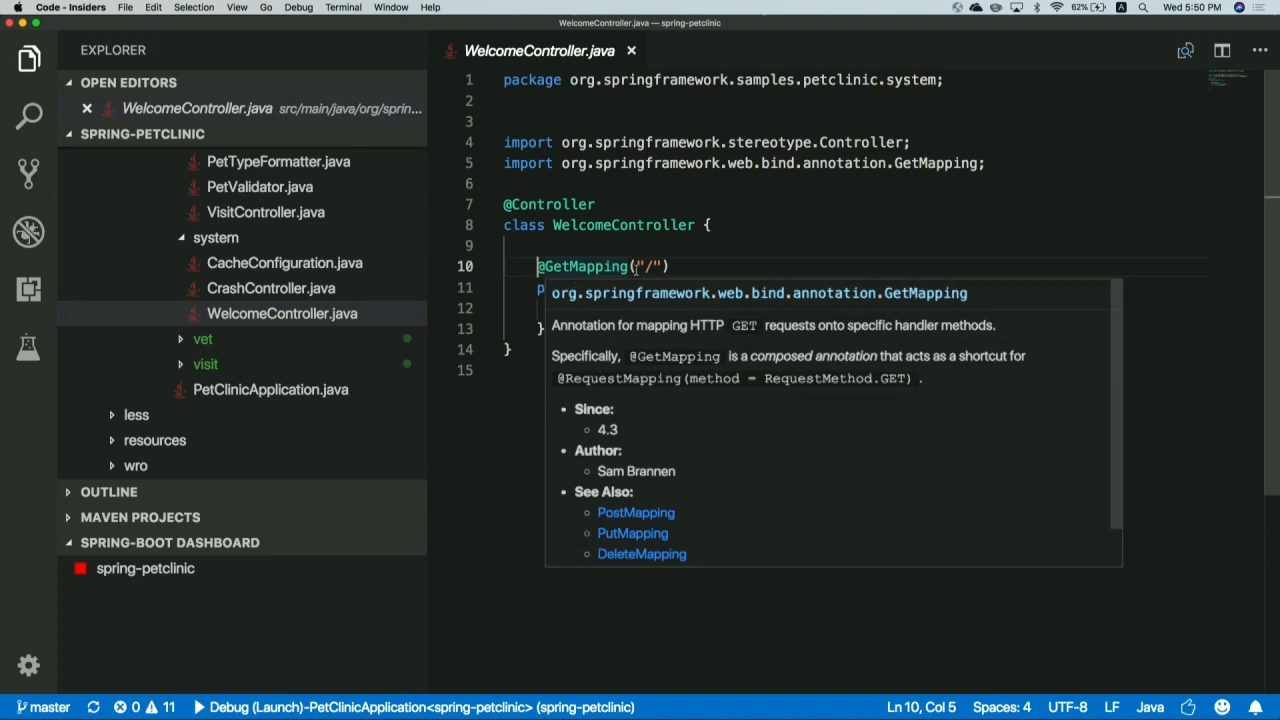 Code - Insiders File Edit Selection View Go Debug Terminal Window Help 62% A Wed 5:50 PM
WelcomeController.java — spring-petclinic
EXPLORER
OPEN EDITORS
WelcomeController.java src/main/java/org/sprin...
SPRING-PETCLINIC
PetTypeFormatter.java
PetValidator.java
VisitController.java
system
CacheConfiguration.java
CrashController.java
WelcomeController.java
vet
visit
PetClinicApplication.java
less
resources
wro
OUTLINE
MAVEN PROJECTS
SPRING-BOOT DASHBOARD
spring-petclinic
WelcomeController.java
1 package org.springframework.samples.petclinic.system;
2
3
4 import org.springframework.stereotype.Controller;
5 import org.springframework.web.bind.annotation.GetMapping;
6
7 @Controller
8 class WelcomeController {
9
10 @GetMapping("/")
11 p
12
13 }
14 }
15
org.springframework.web.bind.annotation.GetMapping
Annotation for mapping HTTP GET requests onto specific handler methods.
Specifically, @GetMapping is a composed annotation that acts as a shortcut for
@RequestMapping(method = RequestMethod.GET) .
Since:
4.3
Author:
Sam Brannen
See Also:
PostMapping
PutMapping
DeleteMapping
master 0 11 Debug (Launch)-PetClinicApplication<spring-petclinic> (spring-petclinic) Ln 10, Col 5 Spaces: 4 UTF-8 LF Java